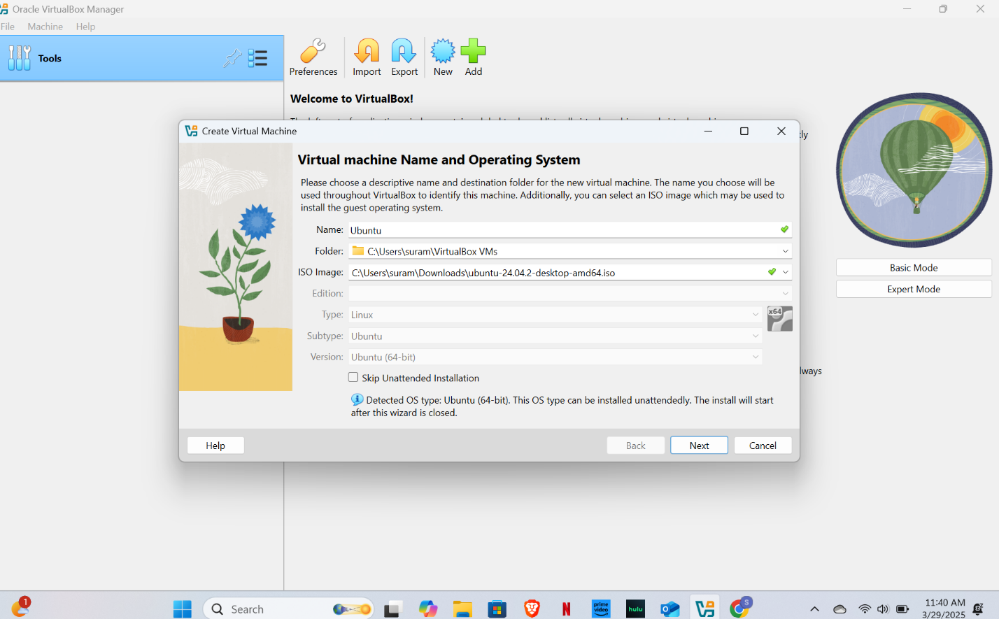 Oracle VirtualBox Manager
File Machine Help
Tools
Preferences Import Export New Add
Welcome to VirtualBox!
Create Virtual Machine
Virtual machine Name and Operating System
Please choose a descriptive name and destination folder for the new virtual machine. The name you choose will be
used throughout VirtualBox to identify this machine. Additionally, you can select an ISO image which may be used to
install the guest operating system.
Name: Ubuntu
Folder: C:\Users\suram\VirtualBox VMs
ISO Image: C:\Users\suram\Downloads\ubuntu-24.04.2-desktop-amd64.iso
Edition:
Type: Linux
x64
Subtype: Ubuntu
Version: Ubuntu (64-bit)
Skip Unattended Installation
Detected OS type: Ubuntu (64-bit). This OS type can be installed unattendedly. The install will start
after this wizard is closed.
Help Back Next Cancel
Basic Mode
Expert Mode
1
Search
prime video
hulu
S
11:40 AM
3/29/2025